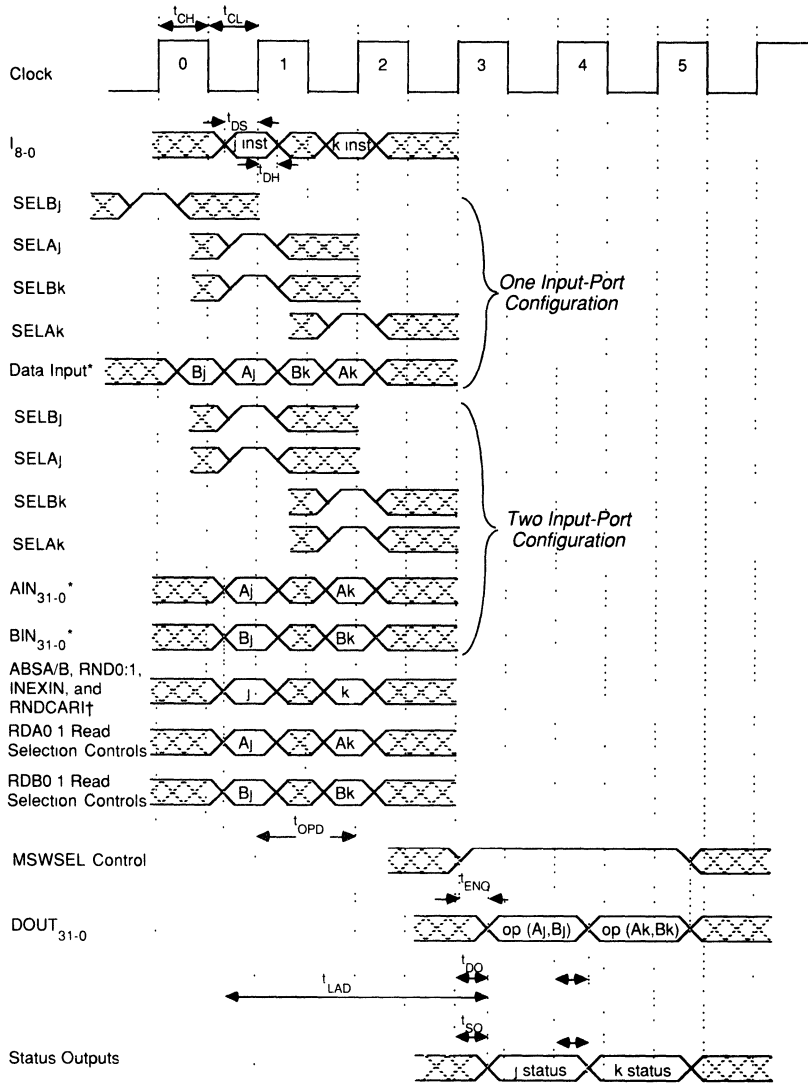 tCH tCL
Clock 0 1 2 3 4 5
tDS
I8-0 j inst k inst
tDH
SELBj
SELAj
SELBk
One Input-Port
Configuration
SELAk
Data Input* Bj Aj Bk Ak
SELBj
SELAj
SELBk
Two Input-Port
Configuration
SELAk
AIN31-0* Aj Ak
BIN31-0* Bj Bk
ABSA/B, RND0:1,
INEXIN, and
RNDCARI† j k
RDA0 1 Read
Selection Controls Aj Ak
RDB0 1 Read
Selection Controls Bj Bk
tOPD
MSWSEL Control
tENO
DOUT31-0 op (Aj,Bj) op (Ak,Bk)
tDO
tLAD
tSO
Status Outputs j status k status